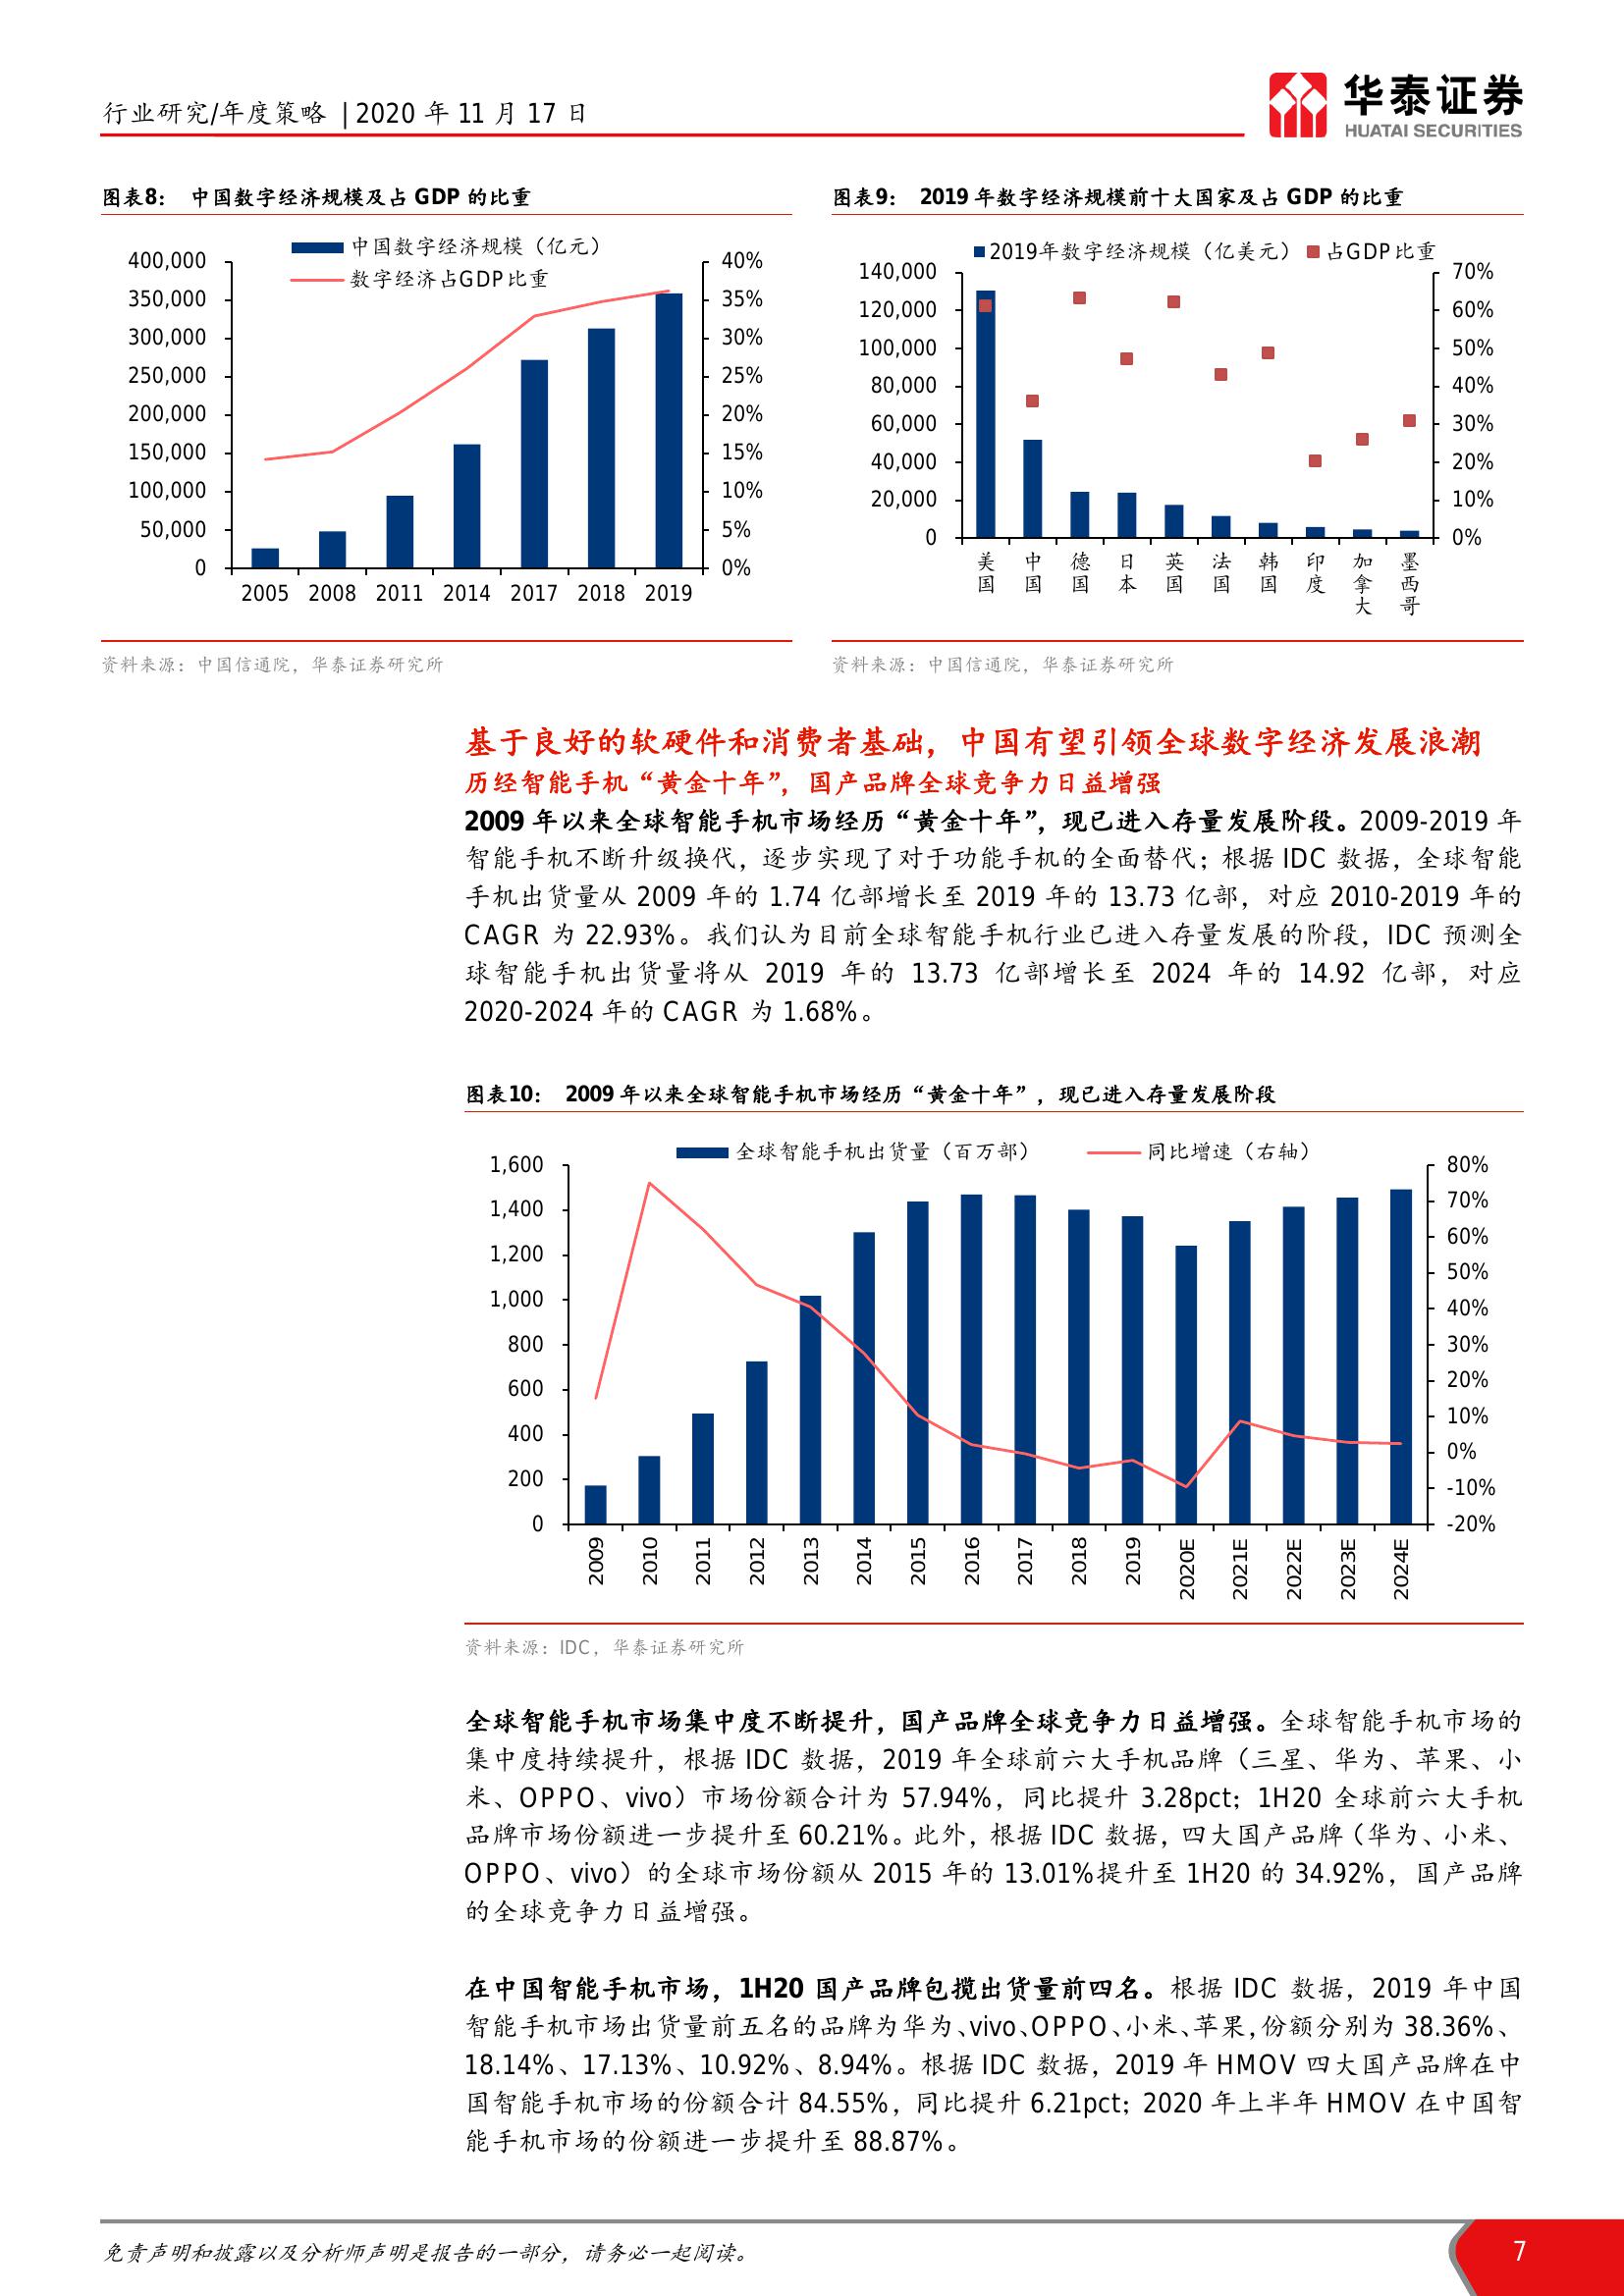 行业研究/年度策略 | 2020 年 11 月 17 日
华泰证券
HUATAI SECURITIES
图表8： 中国数字经济规模及占 GDP 的比重
中国数字经济规模（亿元）
数字经济占GDP比重
400,000
350,000
300,000
250,000
200,000
150,000
100,000
50,000
0
40%
35%
30%
25%
20%
15%
10%
5%
0%
2005 2008 2011 2014 2017 2018 2019
资料来源：中国信通院，华泰证券研究所
图表9： 2019 年数字经济规模前十大国家及占 GDP 的比重
2019年数字经济规模（亿美元） 占GDP比重
140,000
120,000
100,000
80,000
60,000
40,000
20,000
0
70%
60%
50%
40%
30%
20%
10%
0%
美国 中国 德国 日本 英国 法国 韩国 印度 加拿大 墨西哥
资料来源：中国信通院，华泰证券研究所
基于良好的软硬件和消费者基础，中国有望引领全球数字经济发展浪潮
历经智能手机“黄金十年”，国产品牌全球竞争力日益增强
2009 年以来全球智能手机市场经历“黄金十年”，现已进入存量发展阶段。2009-2019 年
智能手机不断升级换代，逐步实现了对于功能手机的全面替代；根据 IDC 数据，全球智能
手机出货量从 2009 年的 1.74 亿部增长至 2019 年的 13.73 亿部，对应 2010-2019 年的
CAGR 为 22.93%。我们认为目前全球智能手机行业已进入存量发展的阶段，IDC 预测全
球智能手机出货量将从 2019 年的 13.73 亿部增长至 2024 年的 14.92 亿部，对应
2020-2024 年的 CAGR 为 1.68%。
图表10： 2009 年以来全球智能手机市场经历“黄金十年”，现已进入存量发展阶段
全球智能手机出货量（百万部） 同比增速（右轴）
1,600
1,400
1,200
1,000
800
600
400
200
0
80%
70%
60%
50%
40%
30%
20%
10%
0%
-10%
-20%
2009 2010 2011 2012 2013 2014 2015 2016 2017 2018 2019 2020E 2021E 2022E 2023E 2024E
资料来源：IDC，华泰证券研究所
全球智能手机市场集中度不断提升，国产品牌全球竞争力日益增强。全球智能手机市场的
集中度持续提升，根据 IDC 数据，2019 年全球前六大手机品牌（三星、华为、苹果、小
米、OPPO、vivo）市场份额合计为 57.94%，同比提升 3.28pct；1H20 全球前六大手机
品牌市场份额进一步提升至 60.21%。此外，根据 IDC 数据，四大国产品牌（华为、小米、
OPPO、vivo）的全球市场份额从 2015 年的 13.01%提升至 1H20 的 34.92%，国产品牌
的全球竞争力日益增强。
在中国智能手机市场，1H20 国产品牌包揽出货量前四名。根据 IDC 数据，2019 年中国
智能手机市场出货量前五名的品牌为华为、vivo、OPPO、小米、苹果，份额分别为 38.36%、
18.14%、17.13%、10.92%、8.94%。根据 IDC 数据，2019 年 HMOV 四大国产品牌在中
国智能手机市场的份额合计 84.55%，同比提升 6.21pct；2020 年上半年 HMOV 在中国智
能手机市场的份额进一步提升至 88.87%。
免责声明和披露以及分析师声明是报告的一部分，请务必一起阅读。
7